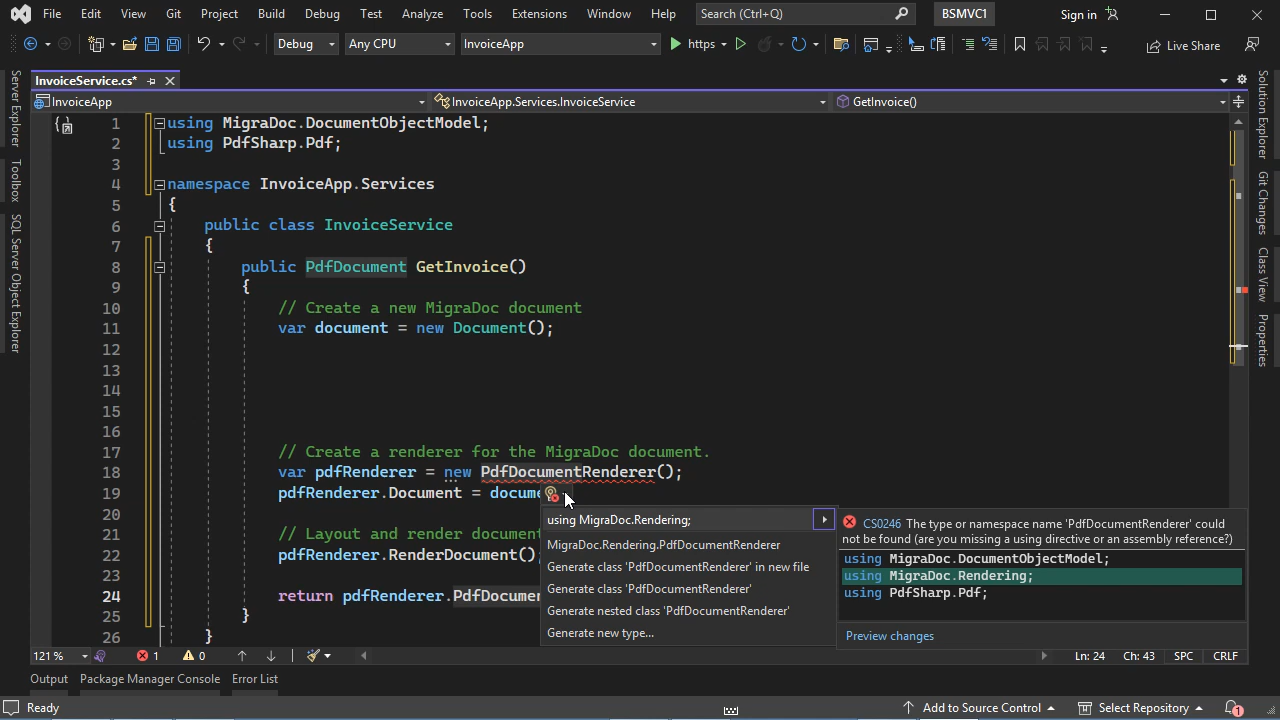 File Edit View Git Project Build Debug Test Analyze Tools Extensions Window Help Search (Ctrl+Q) BSMVC1 Sign in
Debug Any CPU InvoiceApp https Live Share
InvoiceService.cs*
InvoiceApp InvoiceApp.Services.InvoiceService GetInvoice()
Server Explorer
Toolbox
SQL Server Object Explorer
1 using MigraDoc.DocumentObjectModel;
2 using PdfSharp.Pdf;
3
4 namespace InvoiceApp.Services
5 {
6 public class InvoiceService
7 {
8 public PdfDocument GetInvoice()
9 {
10 // Create a new MigraDoc document
11 var document = new Document();
12
13
14
15
16
17 // Create a renderer for the MigraDoc document.
18 var pdfRenderer = new PdfDocumentRenderer();
19 pdfRenderer.Document = docume
20
21 // Layout and render document
22 pdfRenderer.RenderDocument();
23
24 return pdfRenderer.PdfDocumen
25 }
26 }
using MigraDoc.Rendering;
MigraDoc.Rendering.PdfDocumentRenderer
Generate class 'PdfDocumentRenderer' in new file
Generate class 'PdfDocumentRenderer'
Generate nested class 'PdfDocumentRenderer'
Generate new type...
CS0246 The type or namespace name 'PdfDocumentRenderer' could
not be found (are you missing a using directive or an assembly reference?)
using MigraDoc.DocumentObjectModel;
using MigraDoc.Rendering;
using PdfSharp.Pdf;
Preview changes
Solution Explorer
Git Changes
Class View
Properties
121 % 1 0 Ln: 24 Ch: 43 SPC CRLF
Output Package Manager Console Error List
Ready Add to Source Control Select Repository 1